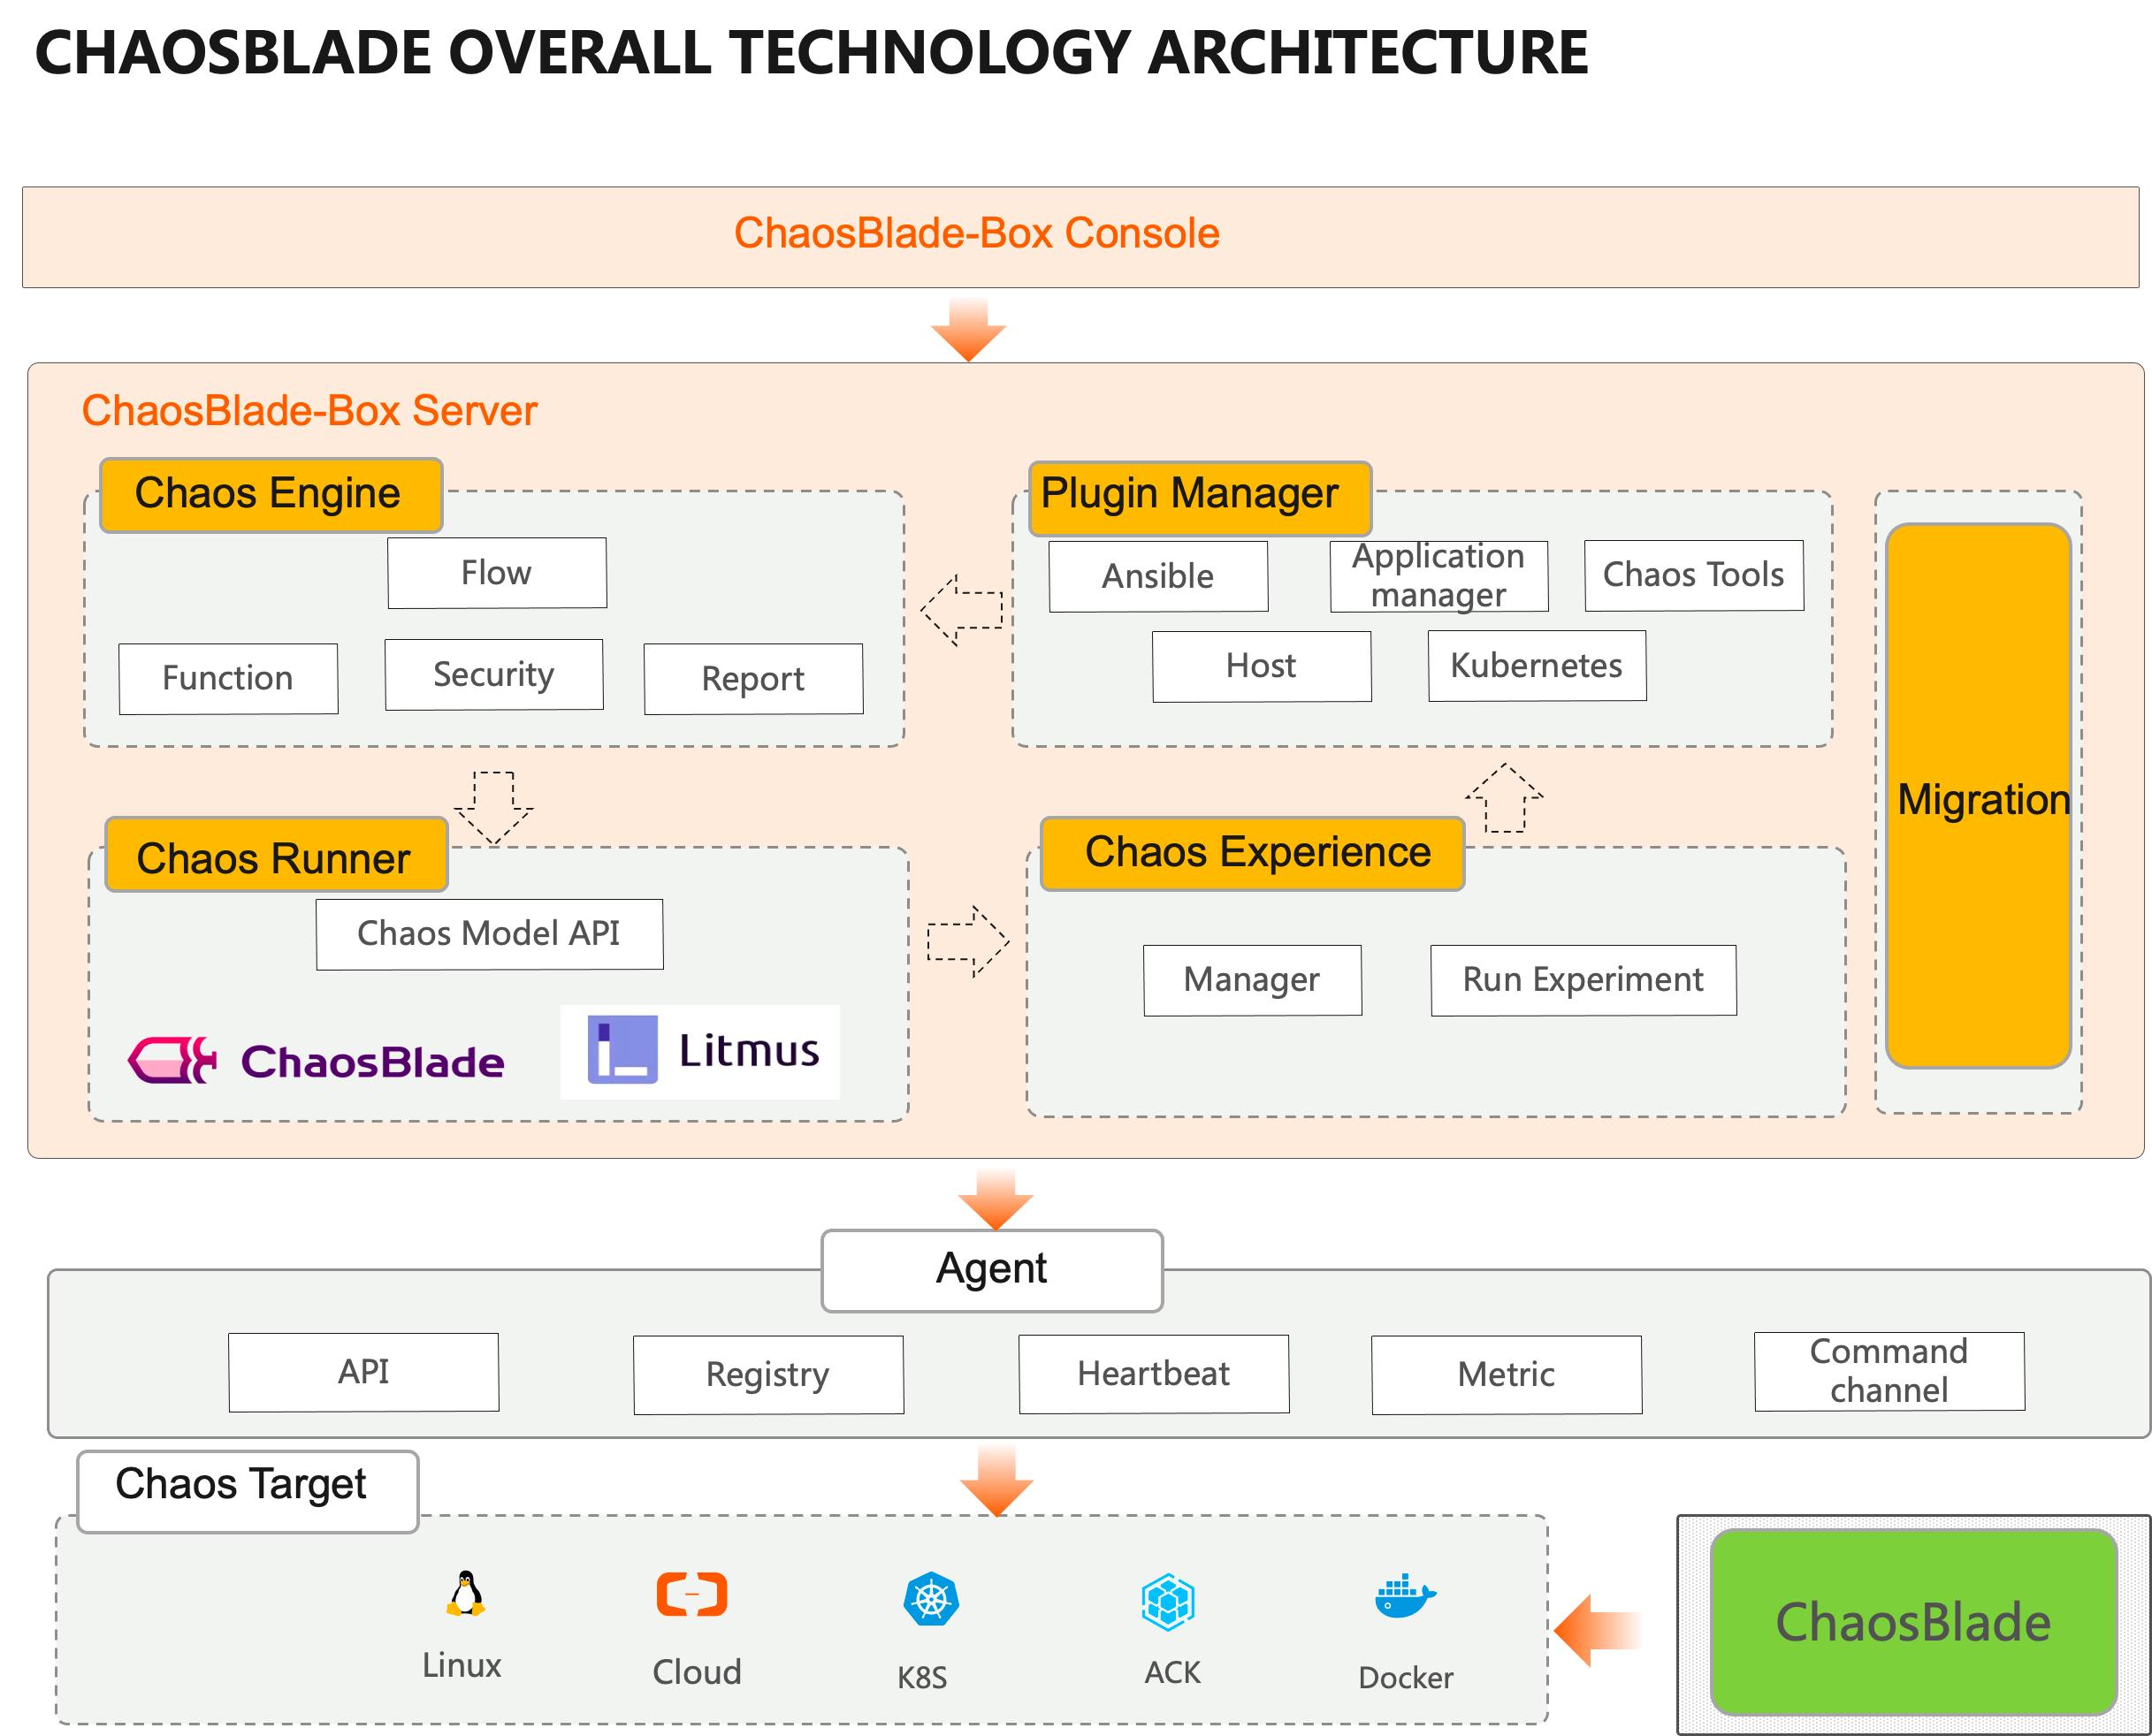 CHAOSBLADE OVERALL TECHNOLOGY ARCHITECTURE
ChaosBlade-Box Console
ChaosBlade-Box Server
Chaos Engine
Flow
Function
Security
Report
Plugin Manager
Ansible
Application
manager
Chaos Tools
Host
Kubernetes
Migration
Chaos Runner
Chaos Model API
ChaosBlade
Litmus
Chaos Experience
Manager
Run Experiment
Agent
API
Registry
Heartbeat
Metric
Command
channel
Chaos Target
Linux
Cloud
K8S
ACK
Docker
ChaosBlade